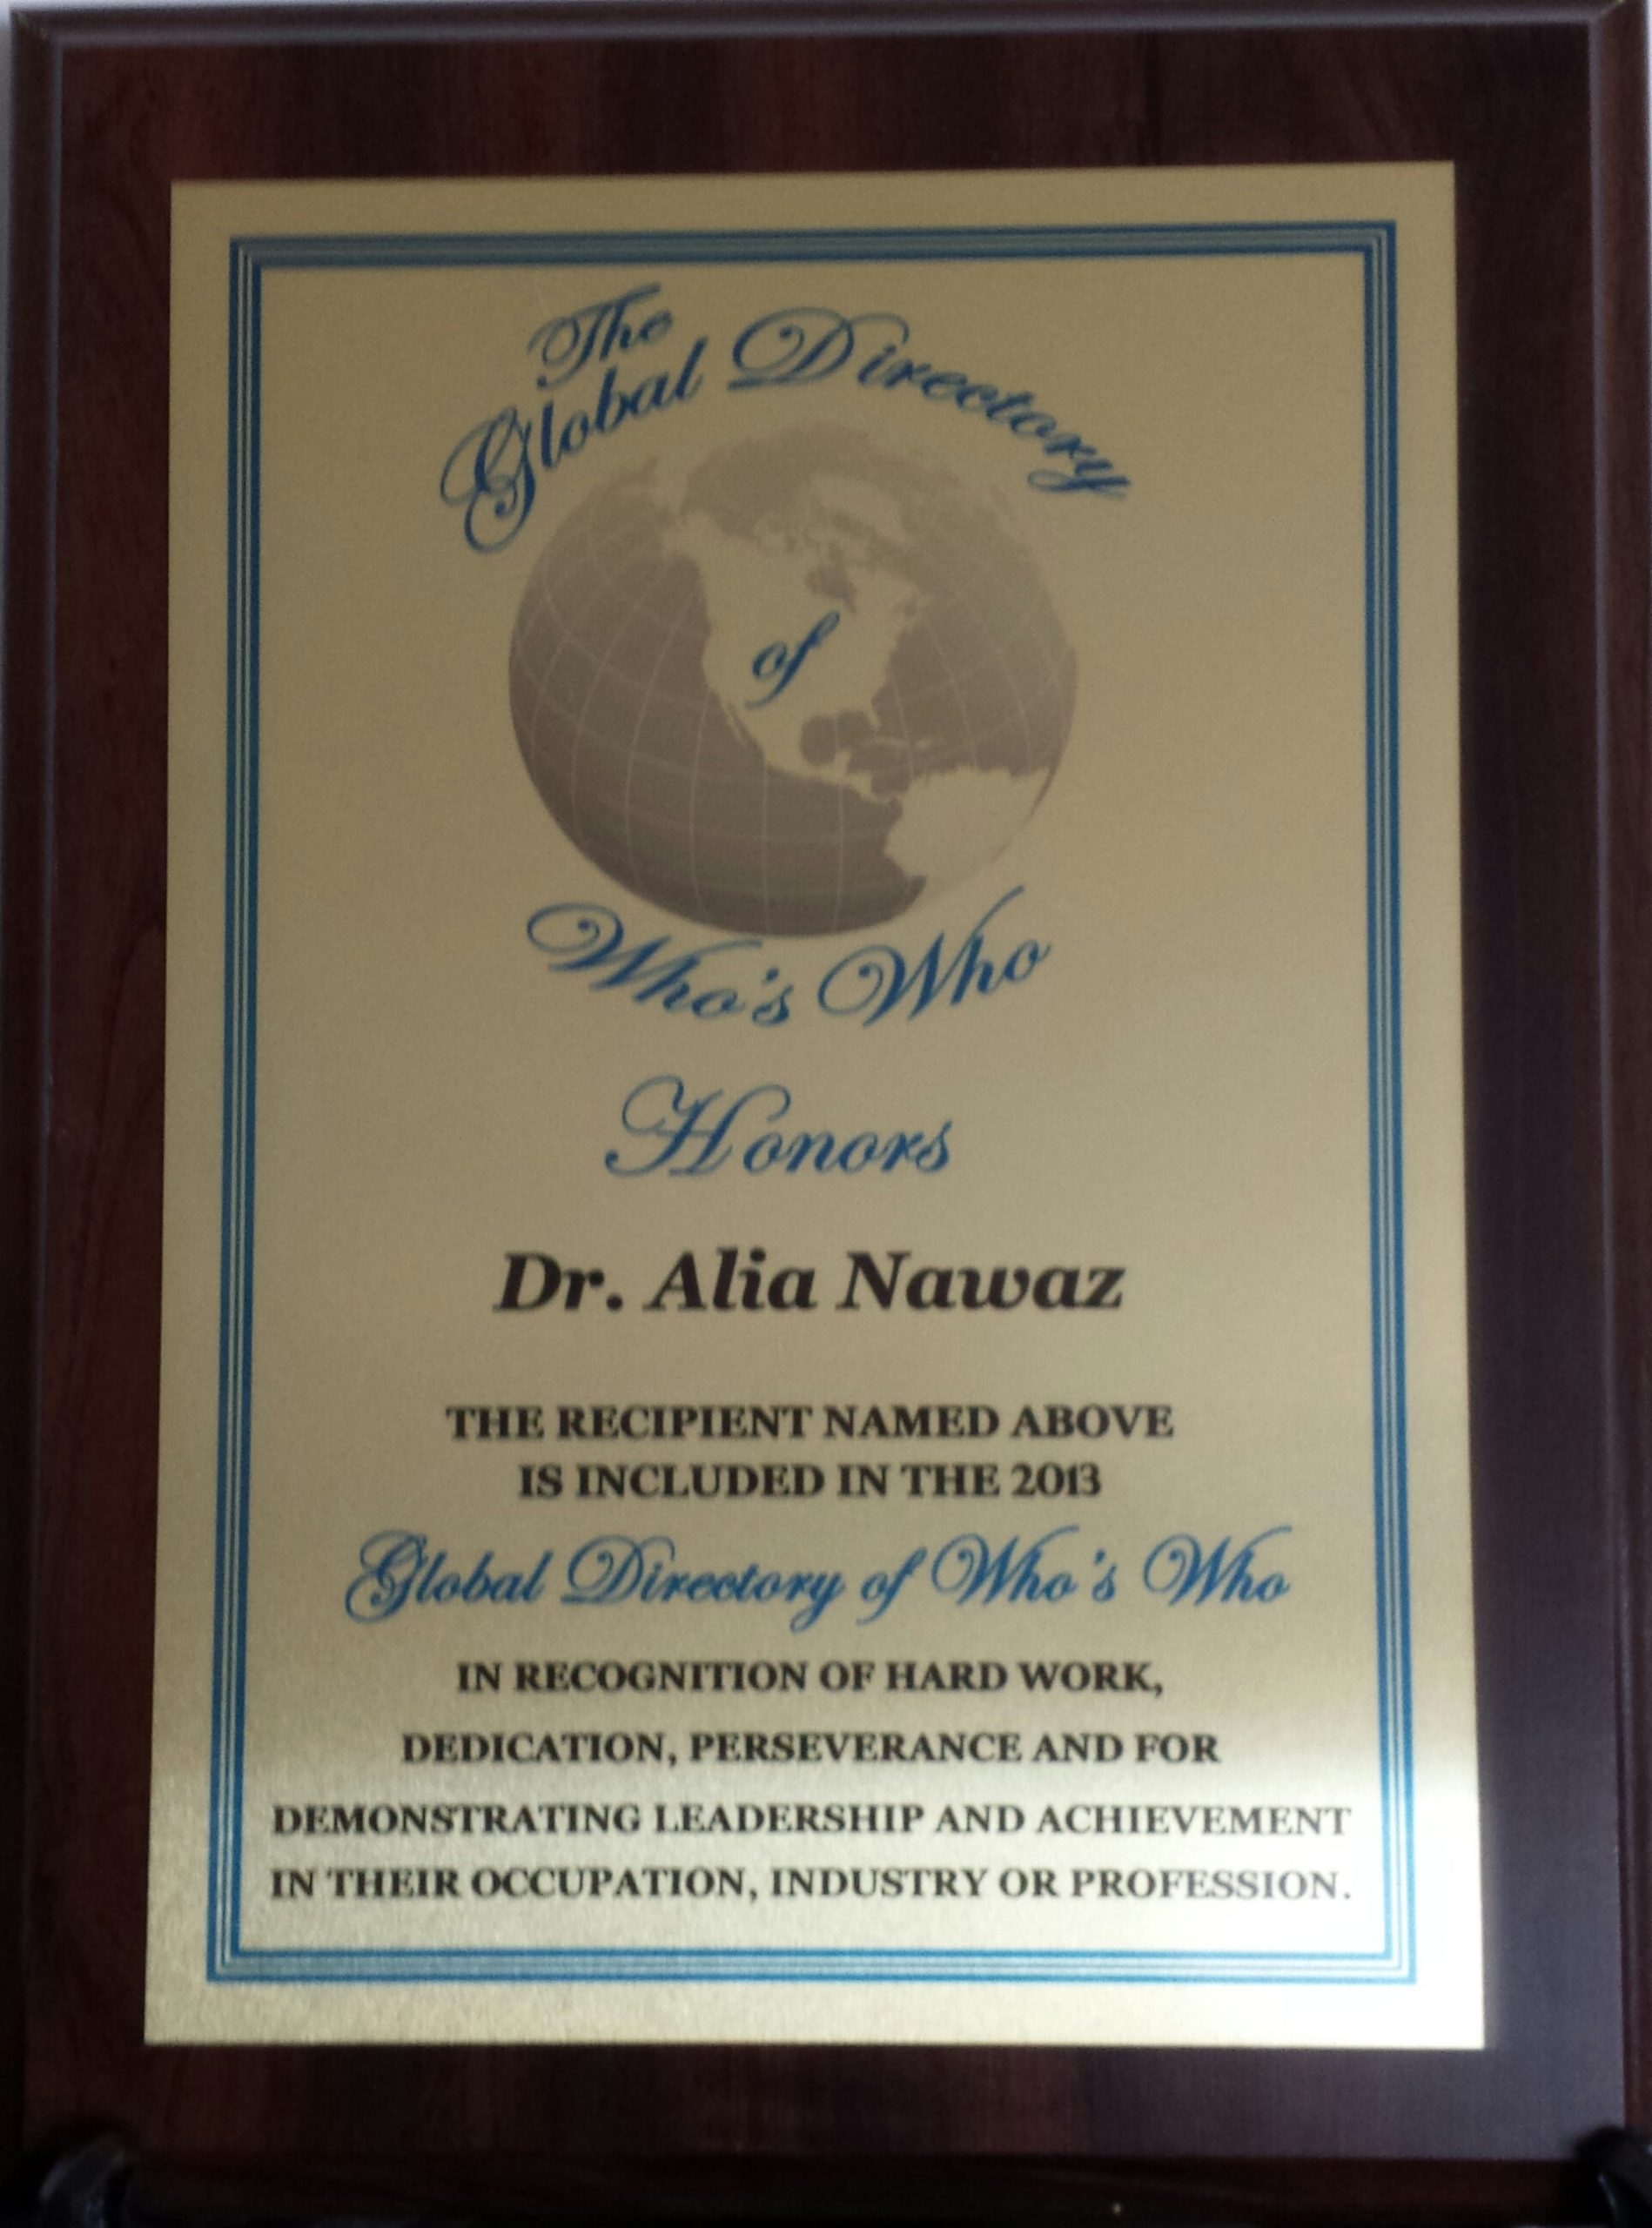 The
Global Directory
of
Who's Who
Honors
Dr. Alia Nawaz
THE RECIPIENT NAMED ABOVE
IS INCLUDED IN THE 2013
Global Directory of Who's Who
IN RECOGNITION OF HARD WORK,
DEDICATION, PERSEVERANCE AND FOR
DEMONSTRATING LEADERSHIP AND ACHIEVEMENT
IN THEIR OCCUPATION, INDUSTRY OR PROFESSION.